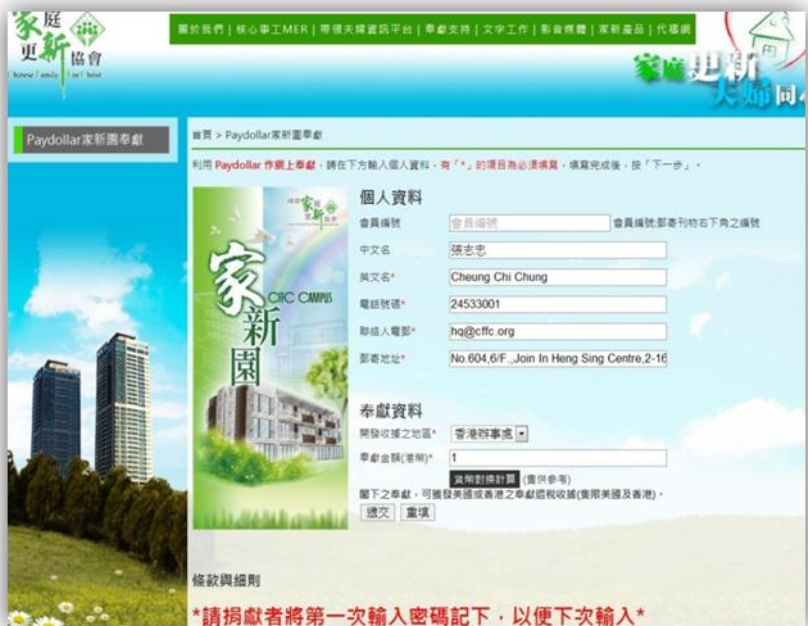 家庭
更新協會
關於我們 | 核心事工MER | 帶領夫婦資訊平台 | 奉獻支持 | 文字工作 | 影音媒體 | 家新產品 | 代禱網
家庭更新
夫婦同
Paydollar家新園奉獻
首頁 > Paydollar家新園奉獻
利用 Paydollar 作網上奉獻，請在下方輸入個人資料，有「*」的項目為必須填寫，填寫完成後，按「下一步」。
家新園
CFFC CAMPUS
個人資料
會員編號 會員編號 會員編號:郵寄刊物右下角之編號
中文名 張志忠
英文名* Cheung Chi Chung
電話號碼* 24533001
聯絡人電郵* hq@cffc.org
郵寄地址* No.604,6/F.,Join In Heng Sing Centre,2-16
奉獻資料
開發收據之地區* 香港辦事處
奉獻金額(港幣)* 1
貨幣對換計算 (僅供參考)
閣下之奉獻，可獲發美國或香港之奉獻退稅收據(僅限美國及香港)。
遞交 重填
條款與細則
*請捐獻者將第一次輸入密碼記下，以便下次輸入*